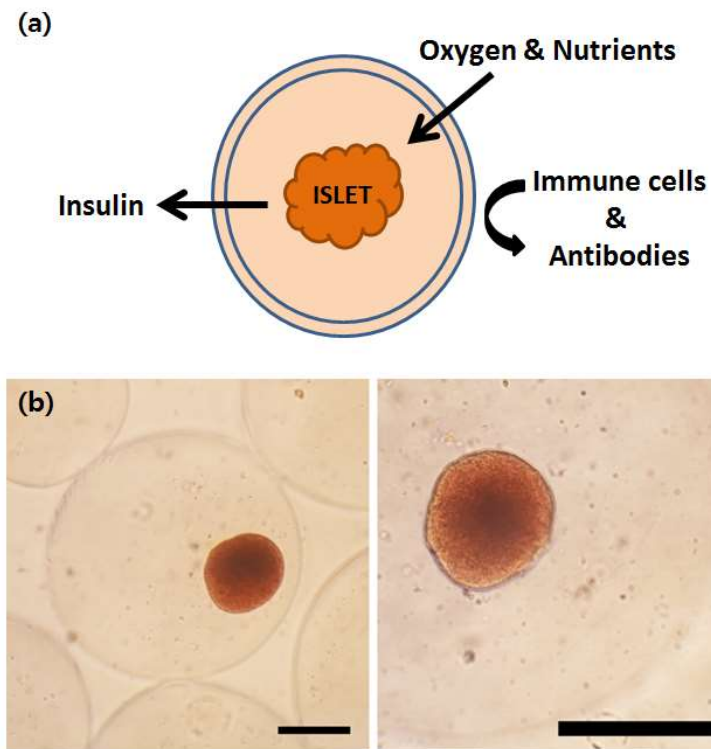 (a)
Oxygen & Nutrients
ISLET
Insulin
Immune cells
&
Antibodies
(b)